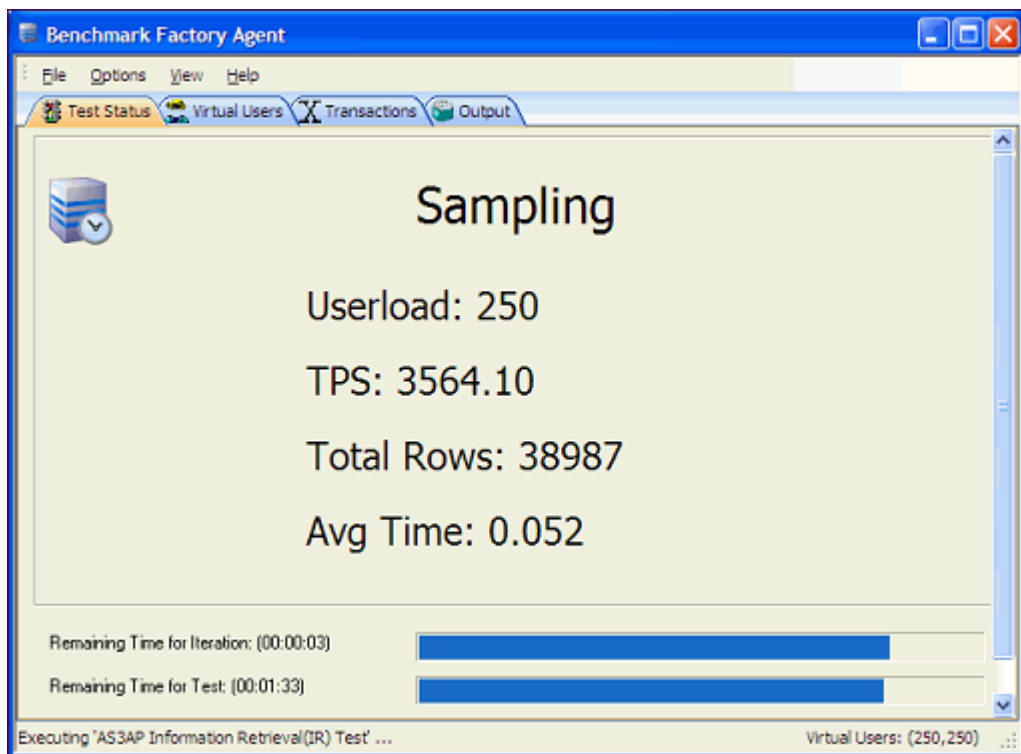 Benchmark Factory Agent
File Options View Help
Test Status Virtual Users Transactions Output
Sampling
Userload: 250
TPS: 3564.10
Total Rows: 38987
Avg Time: 0.052
Remaining Time for Iteration: (00:00:03)
Remaining Time for Test: (00:01:33)
Executing 'AS3AP Information Retrieval(IR) Test' ... Virtual Users: (250,250)